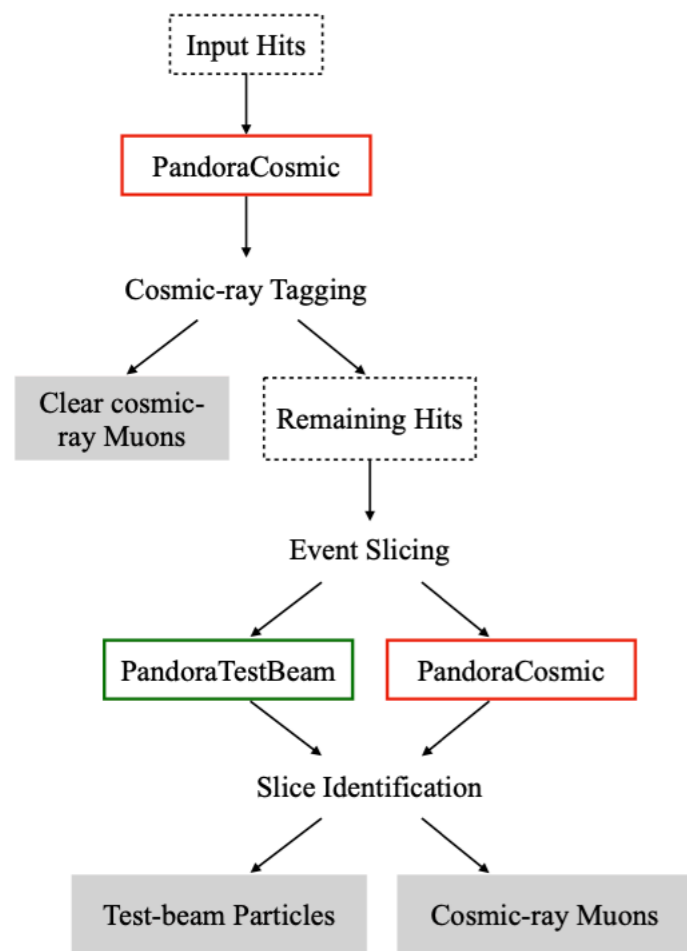 Input Hits
PandoraCosmic
Cosmic-ray Tagging
Clear cosmic-
ray Muons
Remaining Hits
Event Slicing
PandoraTestBeam
PandoraCosmic
Slice Identification
Test-beam Particles
Cosmic-ray Muons